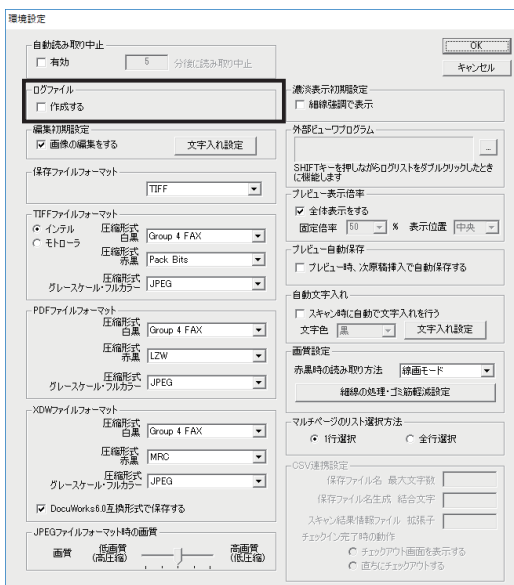 環境設定
自動読み取り中止
有効
5 分後に読み取り中止
ログファイル
作成する
編集初期設定
画像の編集をする
文字入れ設定
保存ファイルフォーマット
TIFF
TIFFファイルフォーマット
インテル
モトローラ
圧縮形式
白黒
Group 4 FAX
圧縮形式
赤黒
Pack Bits
圧縮形式
グレースケール・フルカラー
JPEG
PDFファイルフォーマット
圧縮形式
白黒
Group 4 FAX
圧縮形式
赤黒
LZW
圧縮形式
グレースケール・フルカラー
JPEG
XDWファイルフォーマット
圧縮形式
白黒
Group 4 FAX
圧縮形式
赤黒
MRC
圧縮形式
グレースケール・フルカラー
JPEG
DocuWorks6.0互換形式で保存する
JPEGファイルフォーマット時の画質
画質
低画質
(高圧縮)
高画質
(低圧縮)
OK
キャンセル
濃淡表示初期設定
細線強調で表示
外部ビューワプログラム
...
SHIFTキーを押しながらログリストをダブルクリックしたとき
に機能します
プレビュー表示倍率
全体表示をする
固定倍率 50 % 表示位置 中央
プレビュー自動保存
プレビュー時、次原稿挿入で自動保存する
自動文字入れ
スキャン時に自動で文字入れを行う
文字色 黒
文字入れ設定
画質設定
赤黒時の読み取り方法 線画モード
細線の処理・ゴミ筋軽減設定
マルチページのリスト選択方法
1行選択
全行選択
CSV連携設定
保存ファイル名 最大文字数
保存ファイル名生成 結合文字
スキャン結果情報ファイル 拡張子
チェックイン完了時の動作
チェックアウト画面を表示する
直ちにチェックアウトする